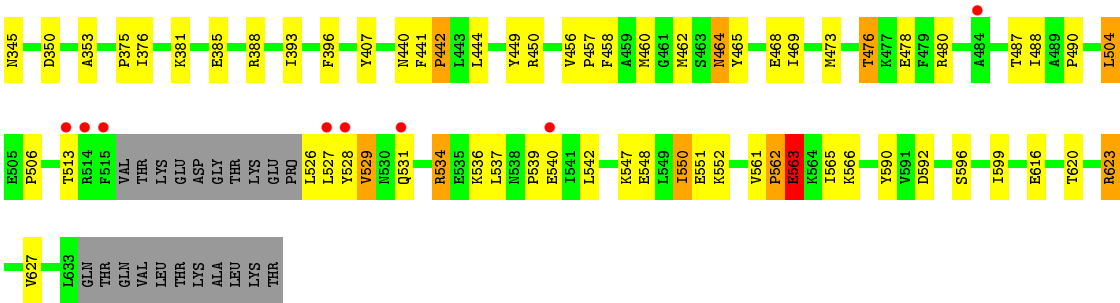 N345 D350 A353 P375 I376 K381 E385 R388 I393 F396 Y407 N440 F441 P442 L443 L444 Y449 R450 V456 P457 F458 A459 M460 G461 M462 S463 N464 Y465 E468 I469 M473 T476 K477 E478 F479 R480 A484 T487 I488 A489 P490 L504
E505 P506 T513 R514 F515 VAL THR LYS GLU ASP GLY THR LYS GLU PRO L526 L527 Y528 V529 N530 Q531 R534 E535 K536 L537 N538 P539 E540 I541 L542 K547 E548 L549 I550 E551 K552 V561 P562 E563 K564 I565 K566 Y590 V591 D592 S596 I599 E616 T620 R623
V627 L633 GLN THR GLN VAL LEU THR LYS ALA LEU LYS THR